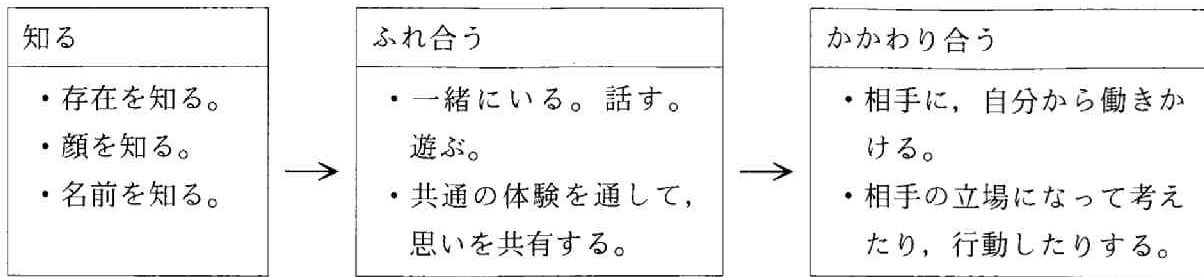 知る
・存在を知る。
・顔を知る。
・名前を知る。
ふれ合う
・一緒にいる。話す。
遊ぶ。
・共通の体験を通して，
思いを共有する。
かかわり合う
・相手に，自分から働きか
ける。
・相手の立場になって考え
たり，行動したりする。